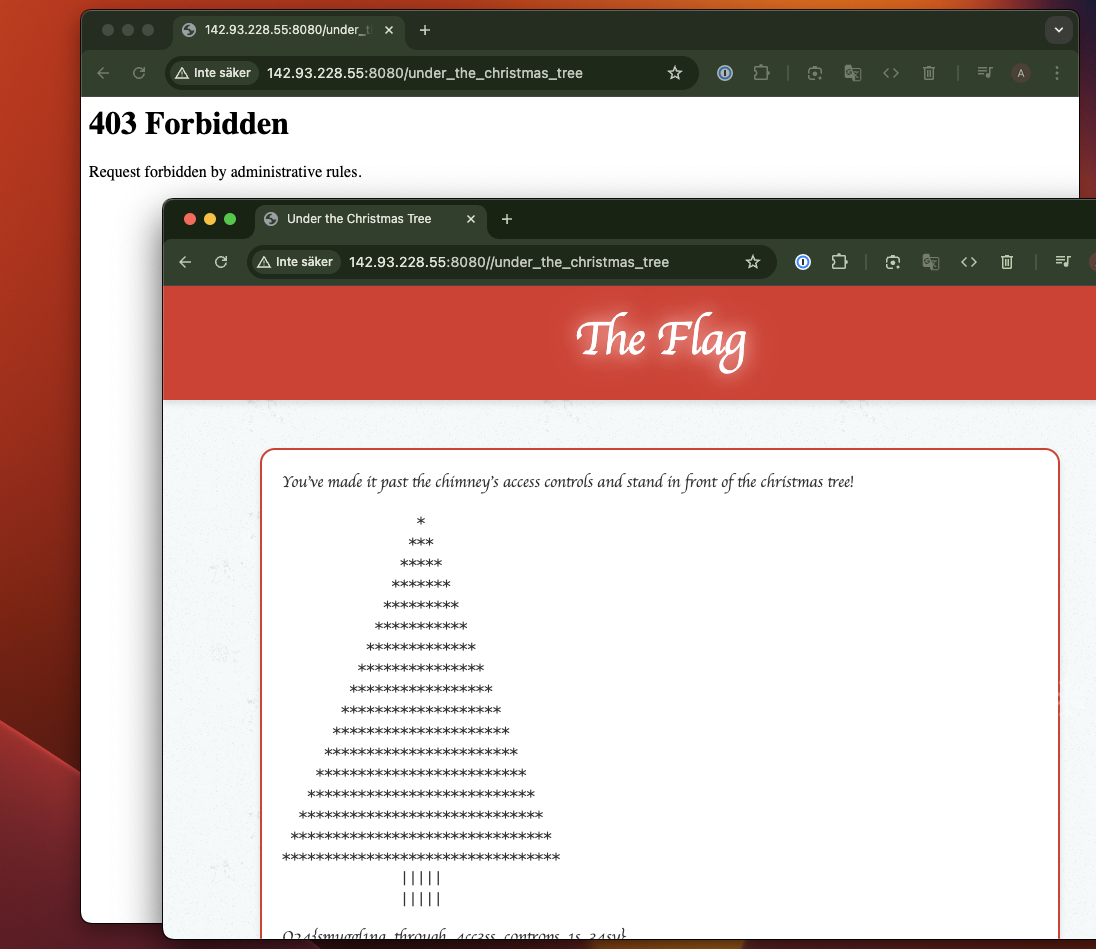 142.93.228.55:8080/under_t
Inte säker 142.93.228.55:8080/under_the_christmas_tree
A
403 Forbidden
Request forbidden by administrative rules.
Under the Christmas Tree
Inte säker 142.93.228.55:8080//under_the_christmas_tree
The Flag
You've made it past the chimney's access controls and stand in front of the christmas tree!
*
***
*****
*******
*********
***********
*************
***************
*****************
*******************
*********************
***********************
*************************
***************************
*****************************
*******************************
*********************************
|||||
|||||